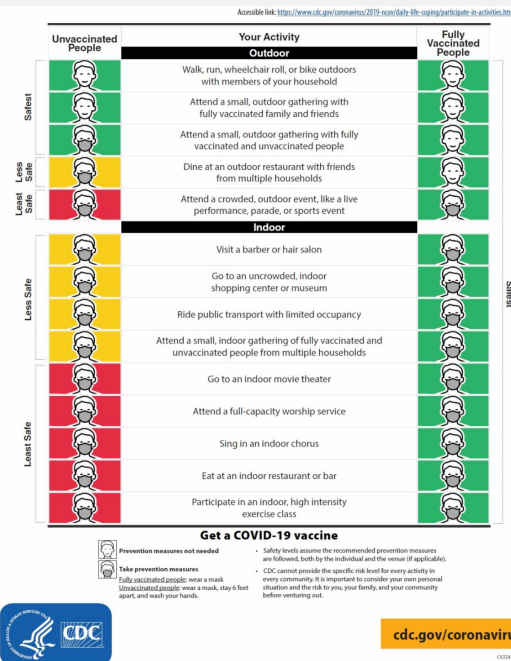 Accessible link: https://www.cdc.gov/coronavirus/2019-ncov/daily-life-coping/participate-in-activities.htm
Unvaccinated
People
Your Activity
Fully
Vaccinated
People
Outdoor
Safest
Walk, run, wheelchair roll, or bike outdoors
with members of your household
Attend a small, outdoor gathering with
fully vaccinated family and friends
Attend a small, outdoor gathering with fully
vaccinated and unvaccinated people
Less
Safe
Dine at an outdoor restaurant with friends
from multiple households
Least
Safe
Attend a crowded, outdoor event, like a live
performance, parade, or sports event
Indoor
Less Safe
Visit a barber or hair salon
Go to an uncrowded, indoor
shopping center or museum
Safest
Ride public transport with limited occupancy
Attend a small, indoor gathering of fully vaccinated and
unvaccinated people from multiple households
Least Safe
Go to an indoor movie theater
Attend a full-capacity worship service
Sing in an indoor chorus
Eat at an indoor restaurant or bar
Participate in an indoor, high intensity
exercise class
Get a COVID-19 vaccine
Prevention measures not needed
Take prevention measures
Fully vaccinated people: wear a mask
Unvaccinated people: wear a mask, stay 6 feet
apart, and wash your hands.
• Safety levels assume the recommended prevention measures
are followed, both by the individual and the venue (if applicable).
• CDC cannot provide the specific risk level for every activity in
every community. It is important to consider your own personal
situation and the risk to you, your family, and your community
before venturing out.
CDC
cdc.gov/coronaviru